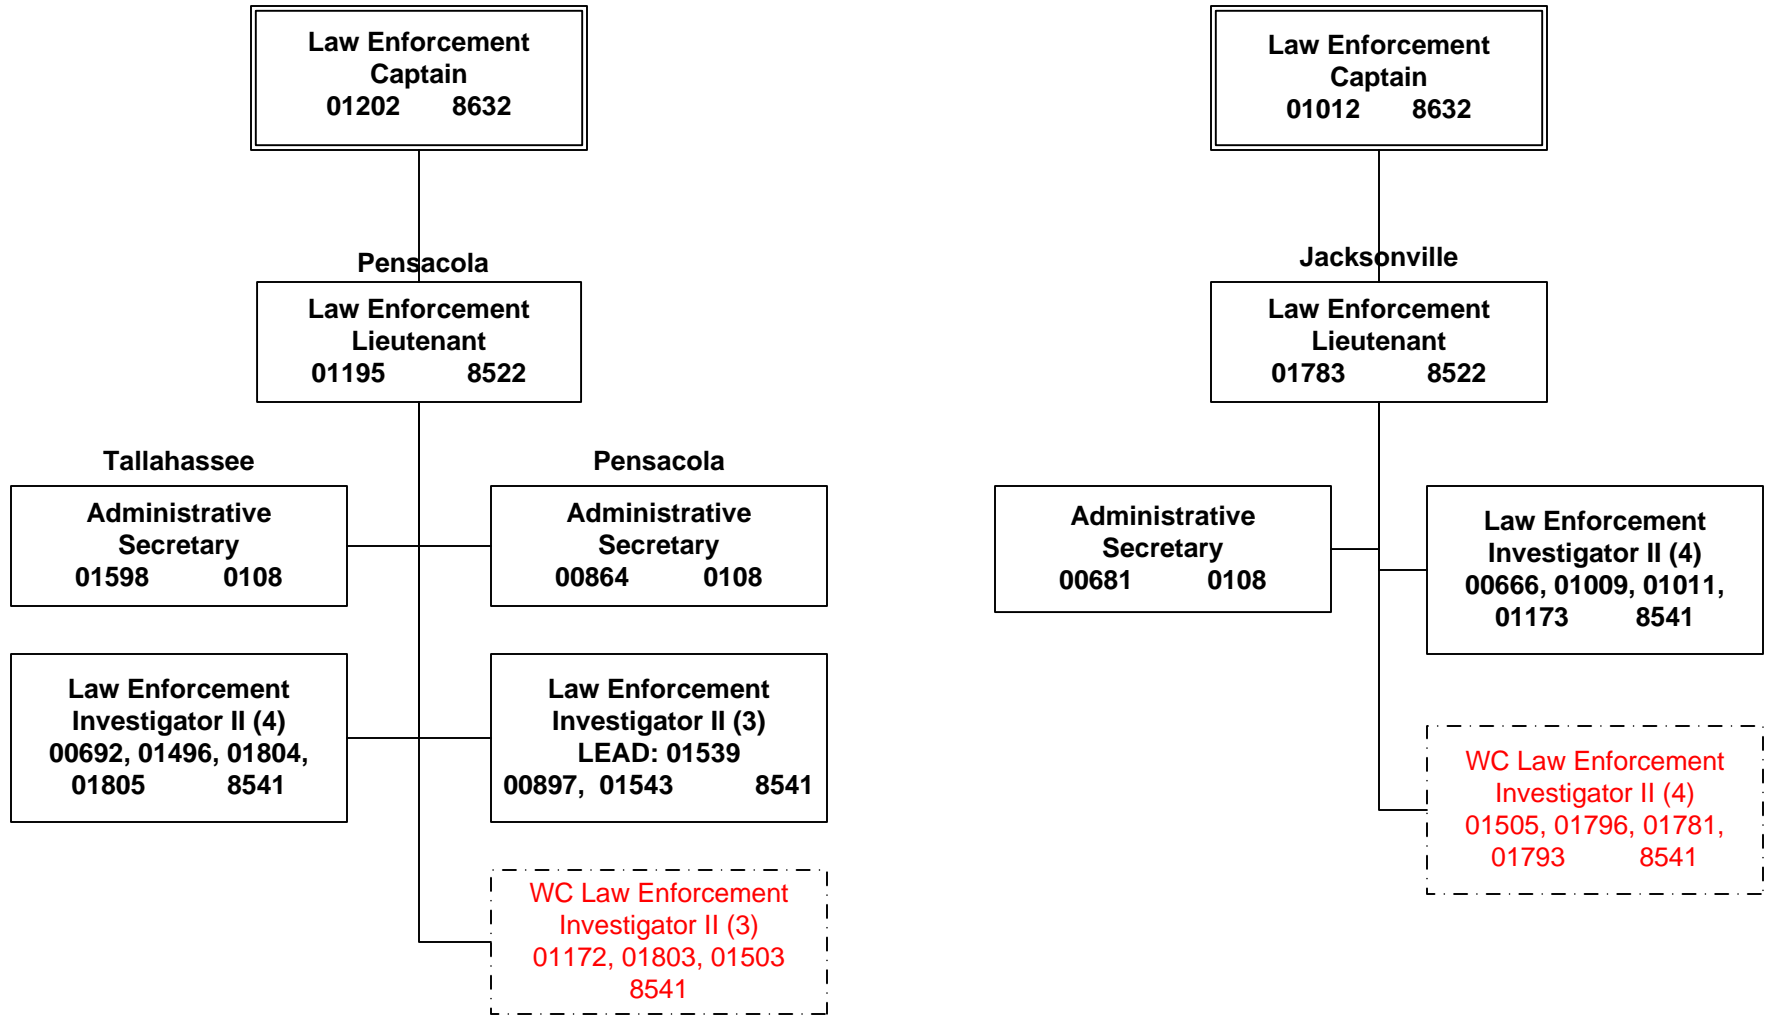 Law Enforcement
Captain
01202 8632
Pensacola
Law Enforcement
Lieutenant
01195 8522
Tallahassee
Administrative
Secretary
01598 0108
Pensacola
Administrative
Secretary
00864 0108
Law Enforcement
Investigator II (4)
00692, 01496, 01804,
01805 8541
Law Enforcement
Investigator II (3)
LEAD: 01539
00897, 01543 8541
WC Law Enforcement
Investigator II (3)
01172, 01803, 01503
8541
Law Enforcement
Captain
01012 8632
Jacksonville
Law Enforcement
Lieutenant
01783 8522
Administrative
Secretary
00681 0108
Law Enforcement
Investigator II (4)
00666, 01009, 01011,
01173 8541
WC Law Enforcement
Investigator II (4)
01505, 01796, 01781,
01793 8541